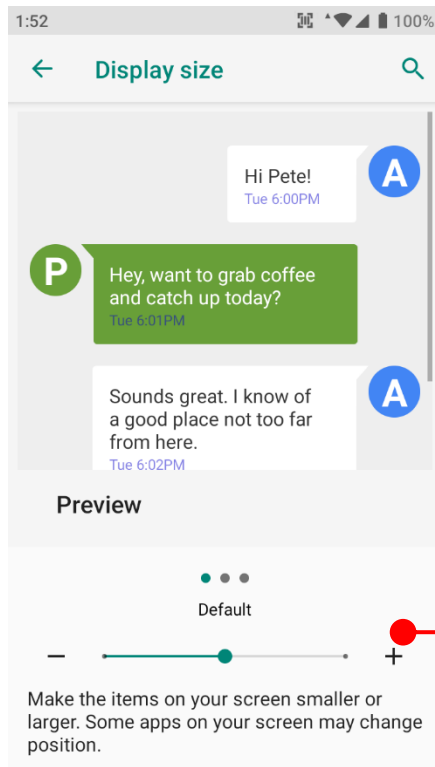 1:52
100%
Display size
Hi Pete!
Tue 6:00PM
A
P
Hey, want to grab coffee
and catch up today?
Tue 6:01PM
Sounds great. I know of
a good place not too far
from here.
Tue 6:02PM
A
Preview
Default
Make the items on your screen smaller or
larger. Some apps on your screen may change
position.